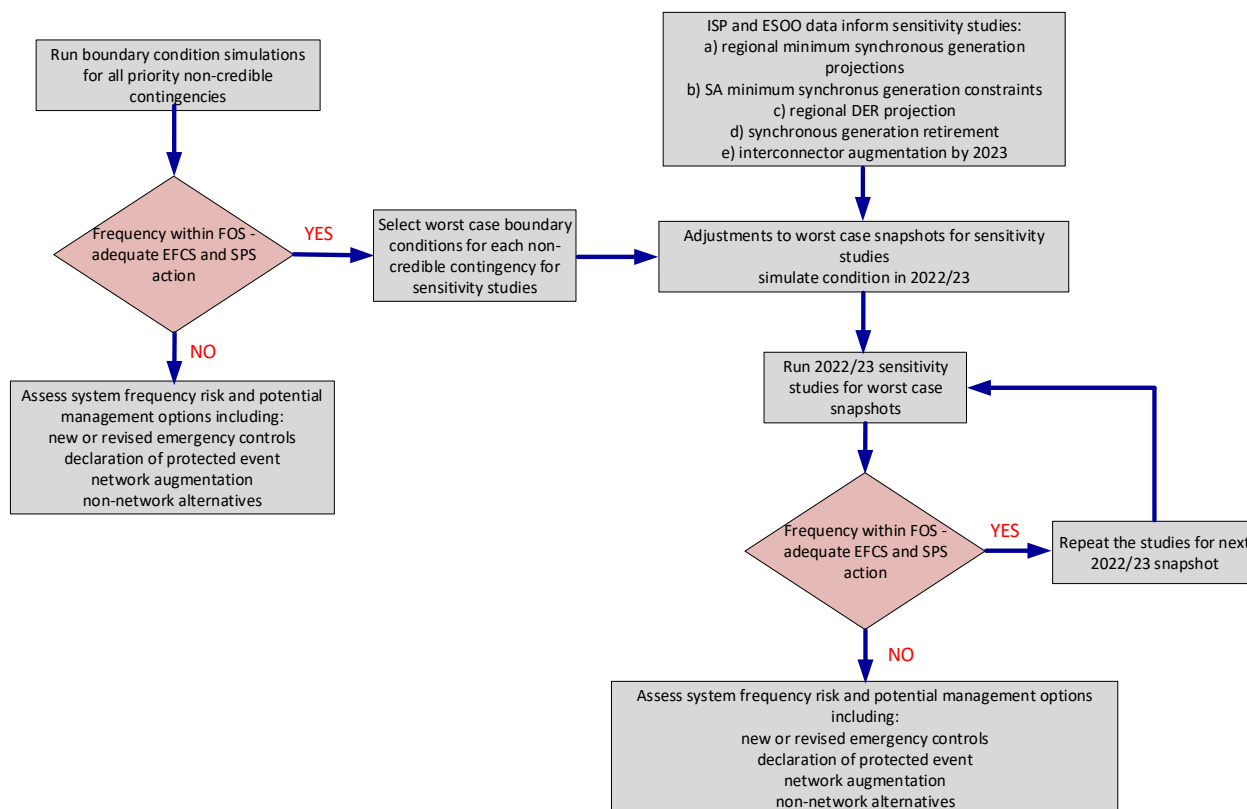 Run boundary condition simulations
for all priority non-credible
contingencies
Frequency within FOS -
adequate EFCS and SPS
action
YES
NO
Select worst case boundary
conditions for each non-
credible contingency for
sensitivity studies
Assess system frequency risk and potential
management options including:
new or revised emergency controls
declaration of protected event
network augmentation
non-network alternatives
ISP and ESOO data inform sensitivity studies:
a) regional minimum synchronous generation
projections
b) SA minimum synchronus generation constraints
c) regional DER projection
d) synchronous generation retirement
e) interconnector augmentation by 2023
Adjustments to worst case snapshots for sensitivity
studies
simulate condition in 2022/23
Run 2022/23 sensitivity
studies for worst case
snapshots
Frequency within FOS -
adequate EFCS and SPS
action
YES
NO
Repeat the studies for next
2022/23 snapshot
Assess system frequency risk and potential management options
including:
new or revised emergency controls
declaration of protected event
network augmentation
non-network alternatives